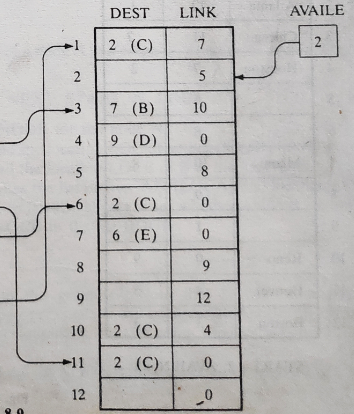 DEST LINK AVAILE
1 2 (C) 7 2
2 5
3 7 (B) 10
4 9 (D) 0
5 8
6 2 (C) 0
7 6 (E) 0
8 9
9 12
10 2 (C) 4
11 2 (C) 0
12 0